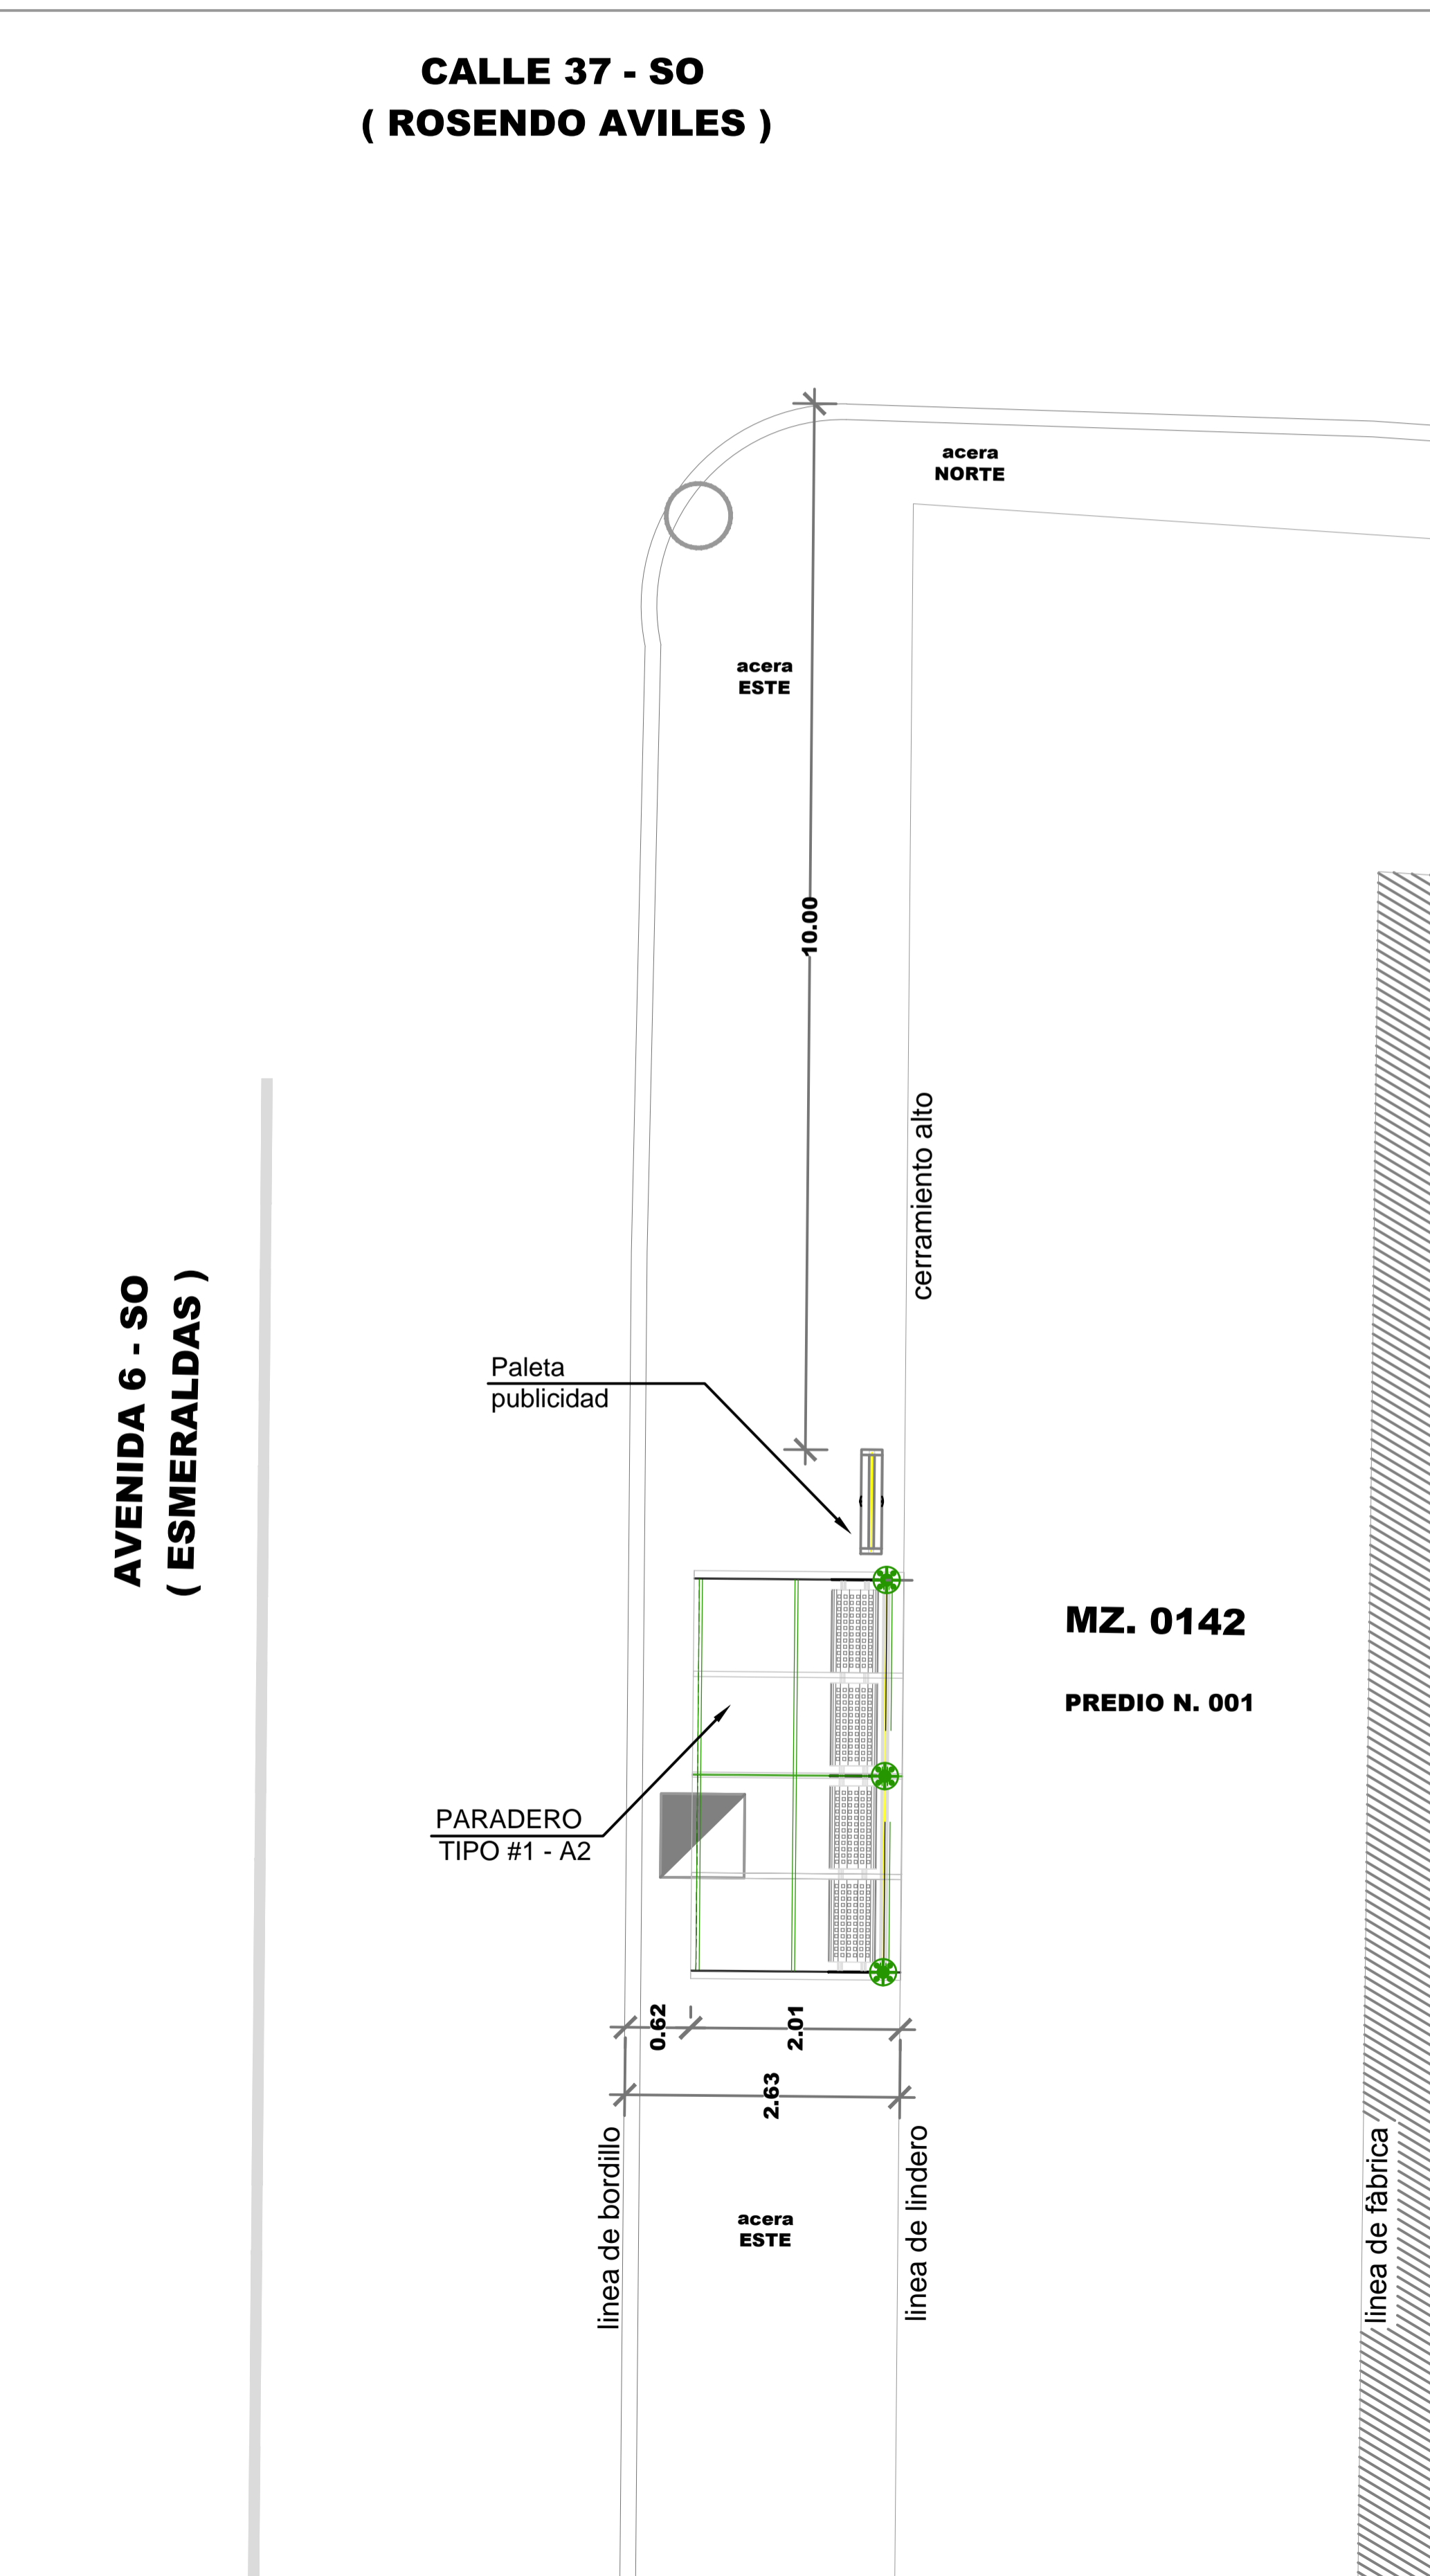 CALLE 37 - SO
( ROSENDO AVILES )
acera
NORTE
acera
ESTE
10.00
cerramiento alto
AVENIDA 6 - SO
( ESMERALDAS )
Paleta
publicidad
MZ. 0142
PREDIO N. 001
PARADERO
TIPO #1 - A2
0.62
2.01
2.63
linea de bordillo
linea de lindero
linea de fàbrica
acera
ESTE